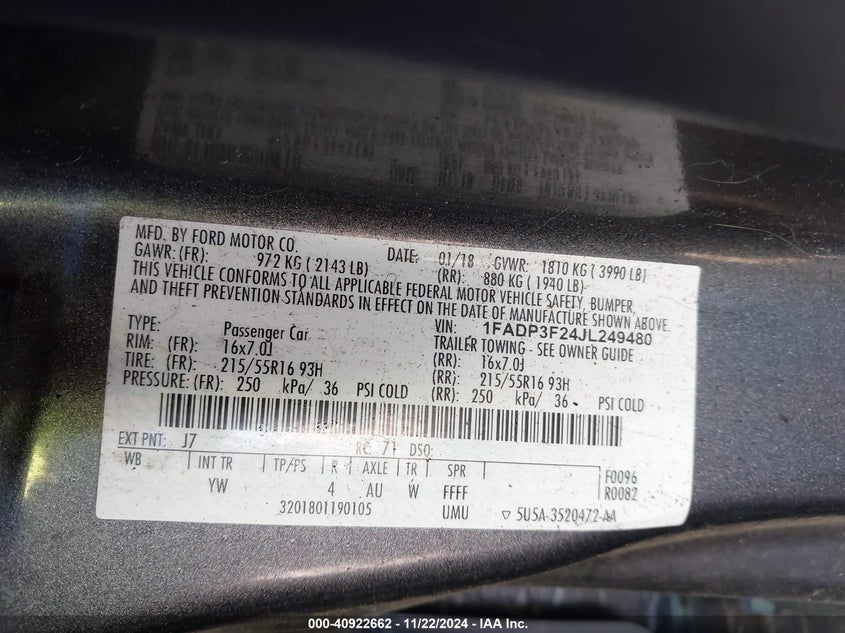 MFD. BY FORD MOTOR CO. DATE: 01/18 GVWR: 1810 KG ( 3990 LB)
GAWR: (FR): 972 KG ( 2143 LB) (RR): 880 KG ( 1940 LB)
THIS VEHICLE CONFORMS TO ALL APPLICABLE FEDERAL MOTOR VEHICLE SAFETY, BUMPER,
AND THEFT PREVENTION STANDARDS IN EFFECT ON THE DATE OF MANUFACTURE SHOWN ABOVE.
VIN: 1FADP3F24JL249480
TYPE: Passenger Car TRAILER TOWING - SEE OWNER GUIDE
RIM: (FR): 16x7.0J (RR): 16x7.0J
TIRE: (FR): 215/55R16 93H (RR): 215/55R16 93H
PRESSURE: (FR): 250 kPa/ 36 PSI COLD (RR): 250 kPa/ 36 PSI COLD
EXT PNT: J7 RC 71 DSO:
WB INT TR TP/PS R AXLE TR SPR F0096
YW 4 AU W FFFF R0082
3201801190105 UMU ▽ 5U5A-3520472-AA
000-40922662 - 11/22/2024 - IAA Inc.